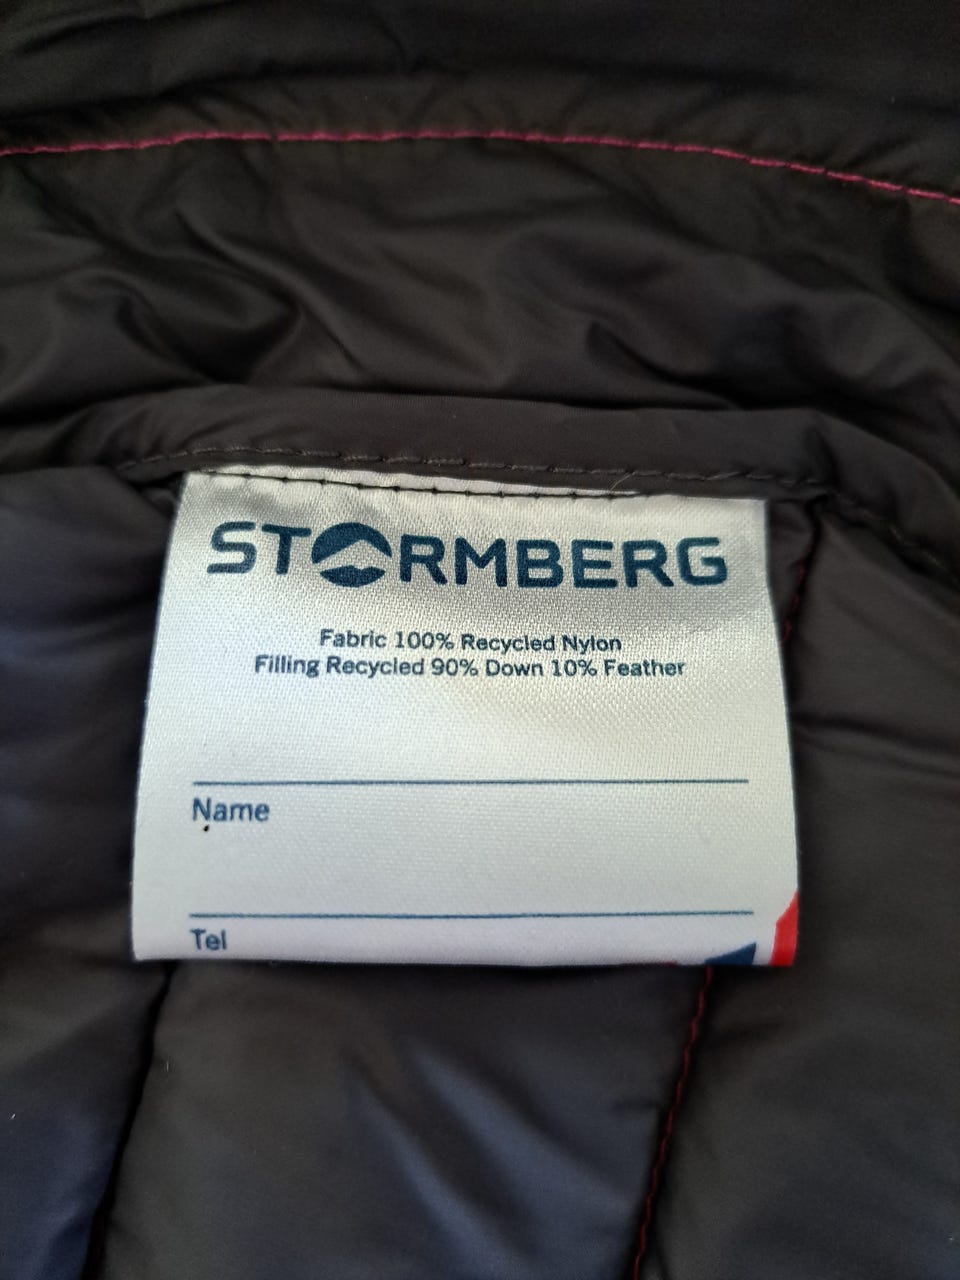 STORMBERG
Fabric 100% Recycled Nylon
Filling Recycled 90% Down 10% Feather
Name
Tel